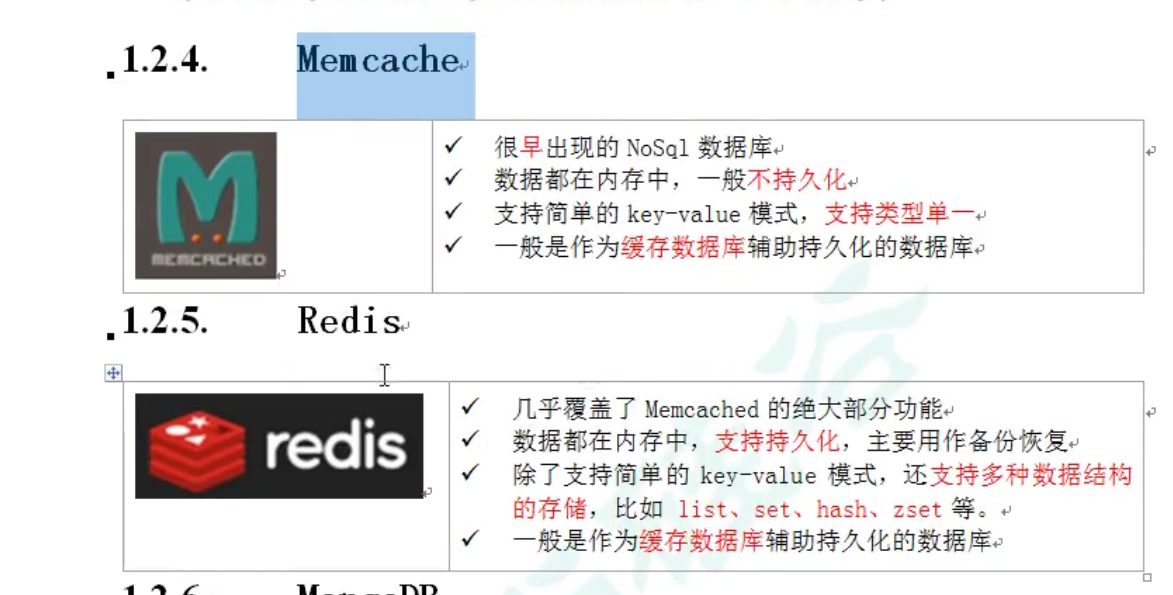 1.2.4. Memcache
MEMCACHED
✓ 很早出现的 NoSql 数据库
✓ 数据都在内存中，一般不持久化
✓ 支持简单的 key-value 模式，支持类型单一
✓ 一般是作为缓存数据库辅助持久化的数据库
1.2.5. Redis
redis
✓ 几乎覆盖了 Memcached 的绝大部分功能
✓ 数据都在内存中，支持持久化，主要用作备份恢复
✓ 除了支持简单的 key-value 模式，还支持多种数据结构
的存储，比如 list、set、hash、zset 等。
✓ 一般是作为缓存数据库辅助持久化的数据库
1.2.6. MongoDB